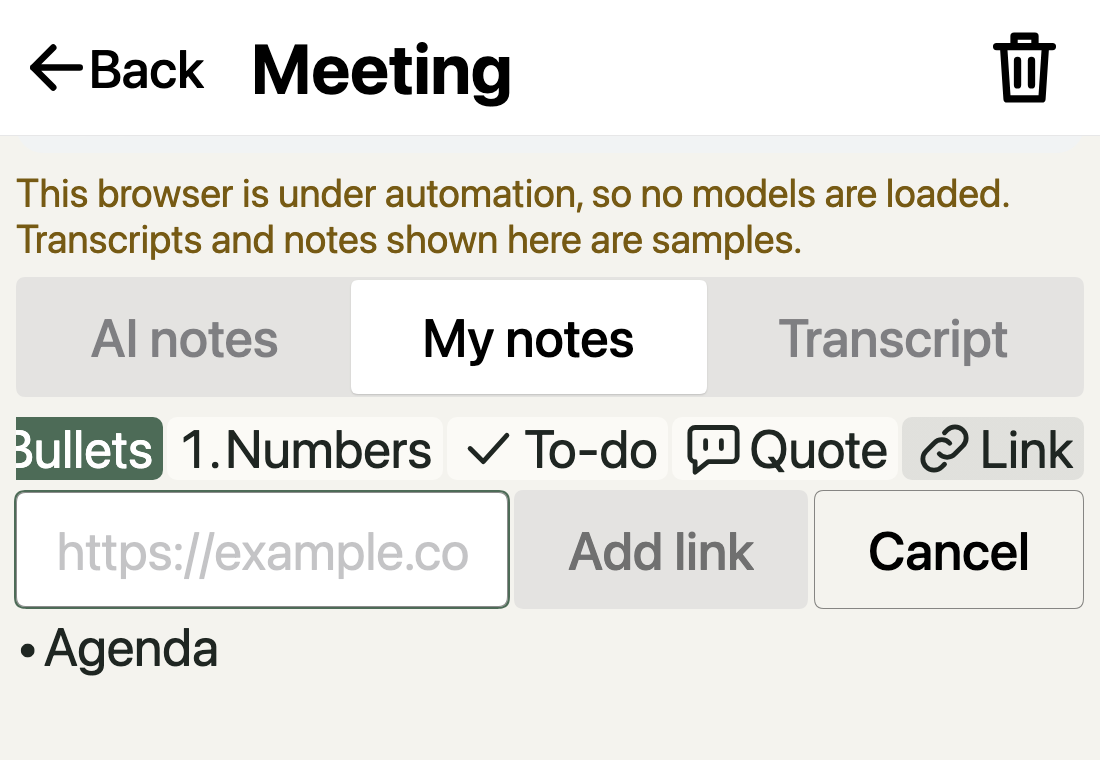 Back Meeting
This browser is under automation, so no models are loaded.
Transcripts and notes shown here are samples.
AI notes My notes Transcript
Bullets 1. Numbers To-do Quote Link
https://example.co Add link Cancel
• Agenda